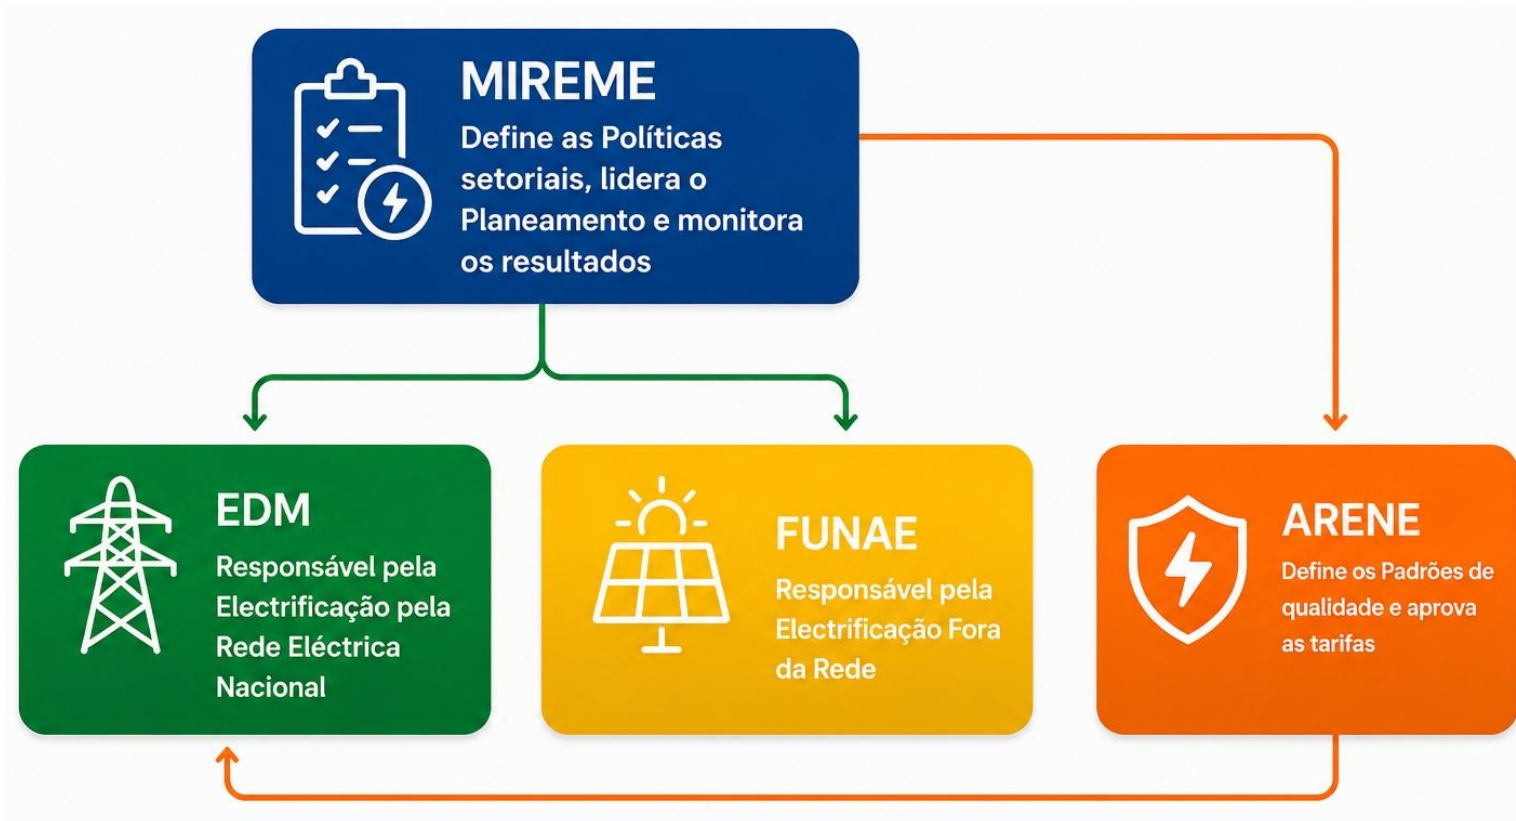 MIREME
Define as Políticas
setoriais, lidera o
Planeamento e monitora
os resultados
EDM
Responsável pela
Electrificação pela
Rede Eléctrica
Nacional
FUNAE
Responsável pela
Electrificação Fora
da Rede
ARENE
Define os Padrões de
qualidade e aprova
as tarifas